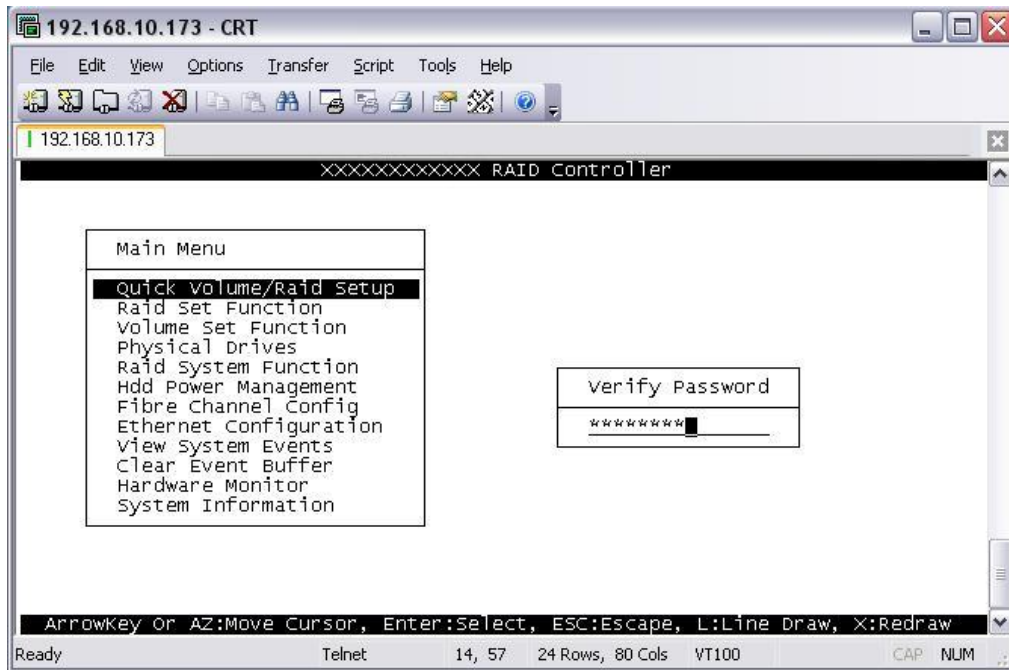 192.168.10.173 - CRT
File Edit View Options Transfer Script Tools Help
192.168.10.173
XXXXXXXXXXXX RAID Controller
Main Menu
Quick Volume/Raid Setup
Raid Set Function
Volume Set Function
Physical Drives
Raid System Function
Hdd Power Management
Fibre Channel Config
Ethernet Configuration
View System Events
Clear Event Buffer
Hardware Monitor
System Information
Verify Password
********
ArrowKey Or AZ:Move Cursor, Enter:Select, ESC:Escape, L:Line Draw, X:Redraw
Ready Telnet 14, 57 24 Rows, 80 Cols VT100 CAP NUM